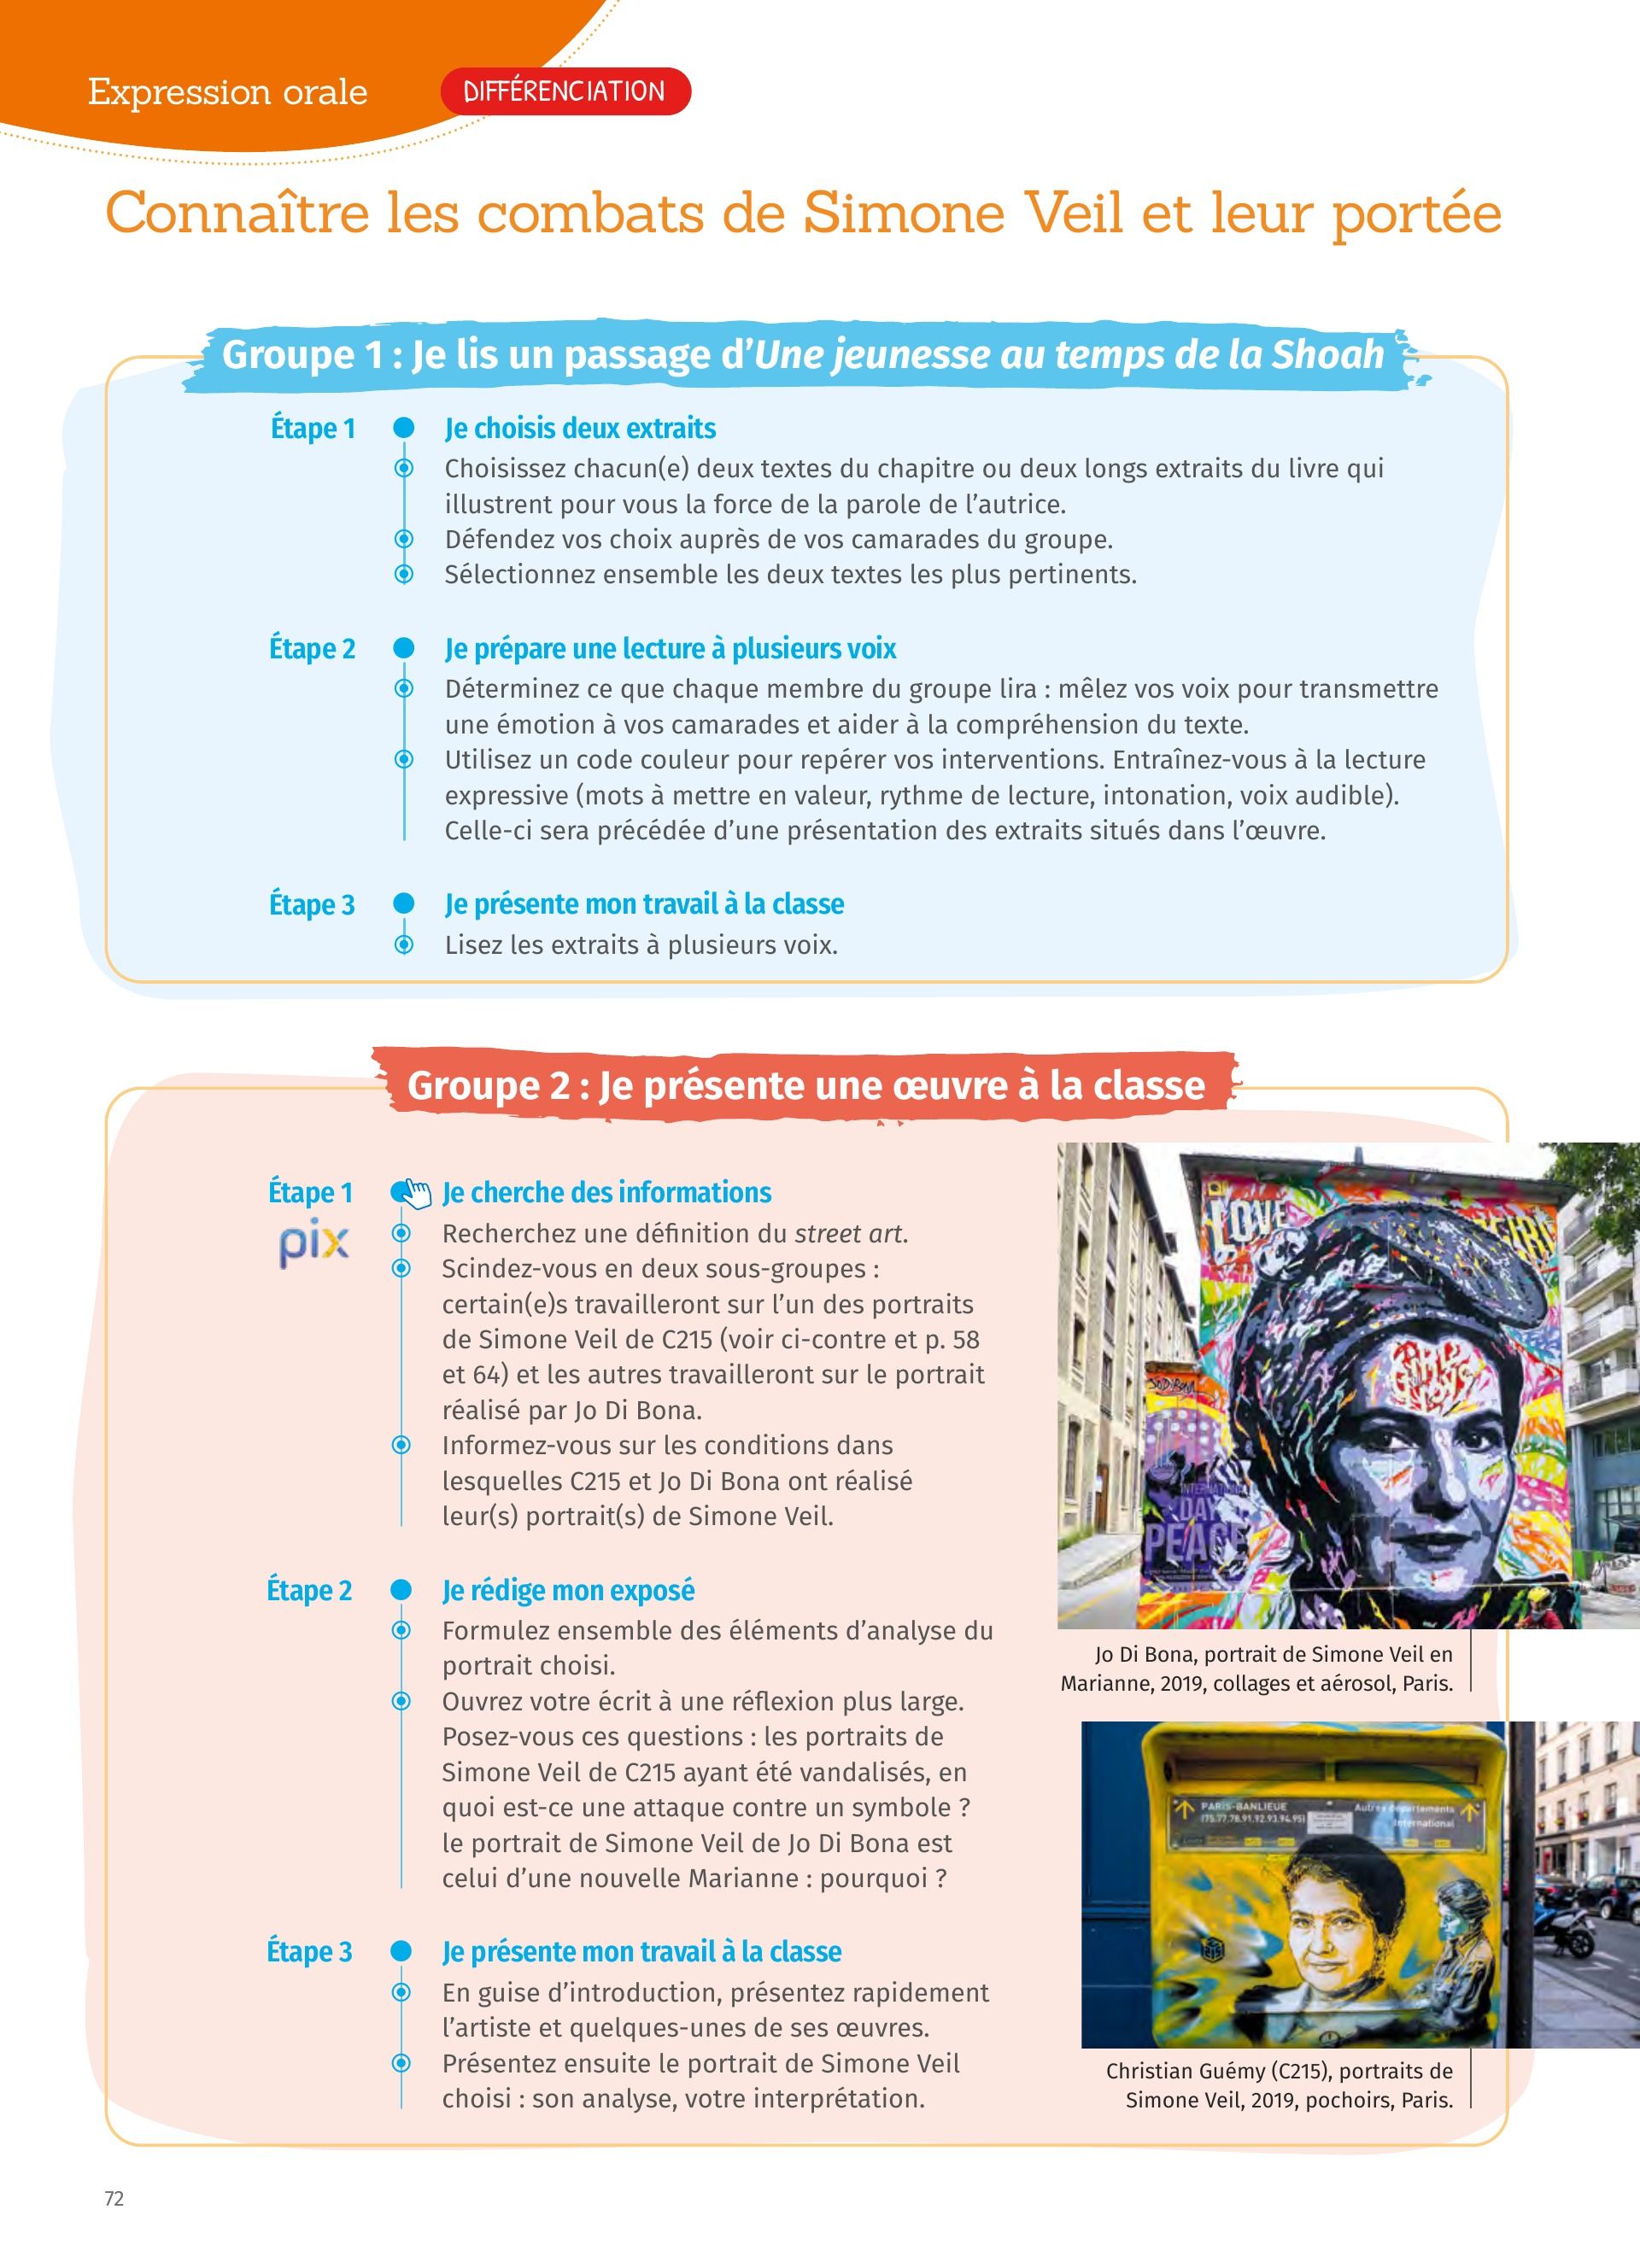 Expression orale
DIFFÉRENCIATION
Connaître les combats de Simone Veil et leur portée
Groupe 1 : Je lis un passage d’Une jeunesse au temps de la Shoah
Étape 1
Je choisis deux extraits
Choisissez chacun(e) deux textes du chapitre ou deux longs extraits du livre qui
illustrent pour vous la force de la parole de l’autrice.
Défendez vos choix auprès de vos camarades du groupe.
Sélectionnez ensemble les deux textes les plus pertinents.
Étape 2
Je prépare une lecture à plusieurs voix
Déterminez ce que chaque membre du groupe lira : mêlez vos voix pour transmettre
une émotion à vos camarades et aider à la compréhension du texte.
Utilisez un code couleur pour repérer vos interventions. Entraînez-vous à la lecture
expressive (mots à mettre en valeur, rythme de lecture, intonation, voix audible).
Celle-ci sera précédée d’une présentation des extraits situés dans l’œuvre.
Étape 3
Je présente mon travail à la classe
Lisez les extraits à plusieurs voix.
Groupe 2 : Je présente une œuvre à la classe
Étape 1
pix
Je cherche des informations
Recherchez une définition du street art.
Scindez-vous en deux sous-groupes :
certain(e)s travailleront sur l’un des portraits
de Simone Veil de C215 (voir ci-contre et p. 58
et 64) et les autres travailleront sur le portrait
réalisé par Jo Di Bona.
Informez-vous sur les conditions dans
lesquelles C215 et Jo Di Bona ont réalisé
leur(s) portrait(s) de Simone Veil.
Étape 2
Je rédige mon exposé
Formulez ensemble des éléments d’analyse du
portrait choisi.
Ouvrez votre écrit à une réflexion plus large.
Posez-vous ces questions : les portraits de
Simone Veil de C215 ayant été vandalisés, en
quoi est-ce une attaque contre un symbole ?
le portrait de Simone Veil de Jo Di Bona est
celui d’une nouvelle Marianne : pourquoi ?
Étape 3
Je présente mon travail à la classe
En guise d’introduction, présentez rapidement
l’artiste et quelques-unes de ses œuvres.
Présentez ensuite le portrait de Simone Veil
choisi : son analyse, votre interprétation.
LOVE
JO DI BONA
INTERNATIONAL
DAY
PEACE
Jo Di Bona, portrait de Simone Veil en
Marianne, 2019, collages et aérosol, Paris.
PARIS-BANLIEUE
(75.77.78.91.92.93.94.95)
Autres départements
International
Christian Guémy (C215), portraits de
Simone Veil, 2019, pochoirs, Paris.
72